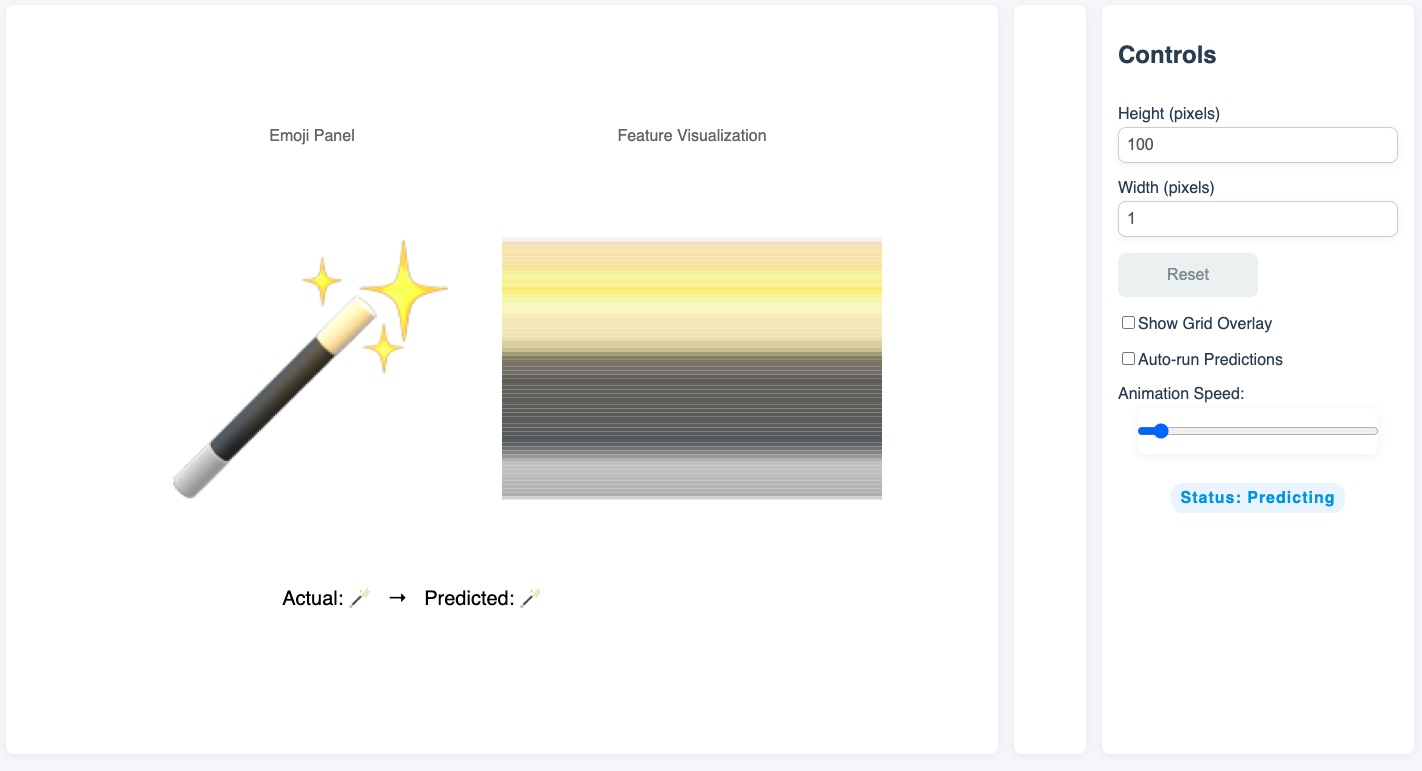 Emoji Panel
Feature Visualization
Actual: 🪄 → Predicted: 🪄
Controls
Height (pixels)
100
Width (pixels)
1
Reset
Show Grid Overlay
Auto-run Predictions
Animation Speed:
Status: Predicting